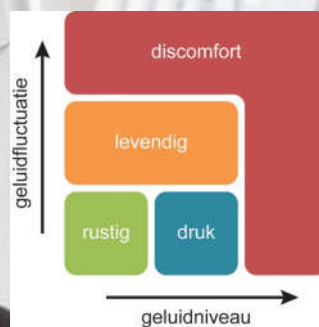 discomfort
geluidfluctuatie
levendig
rustig
druk
geluidniveau